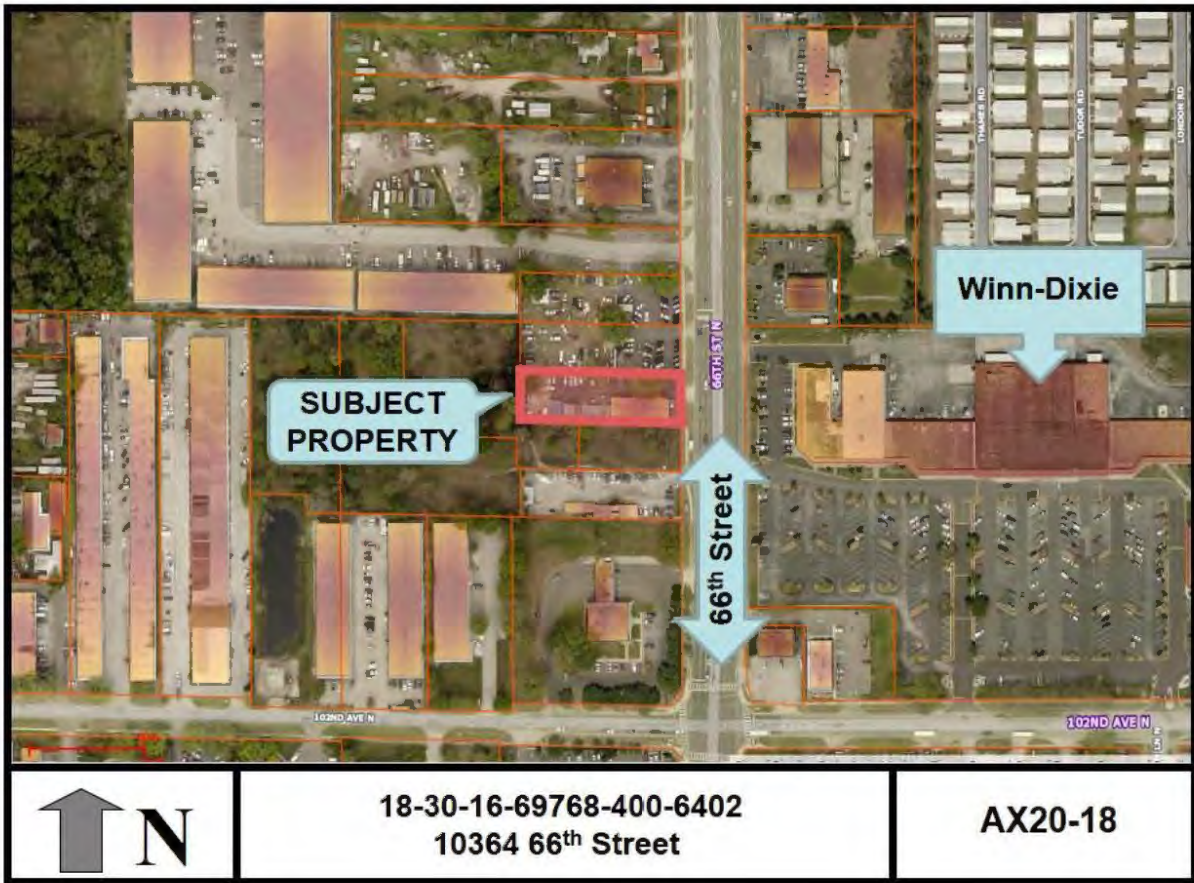 THAMES RD
TUDOR RD
LONDON RD
Winn-Dixie
66TH ST N
SUBJECT
PROPERTY
66th Street
102ND AVE N
102ND AVE N
LN N
N
18-30-16-69768-400-6402
10364 66th Street
AX20-18